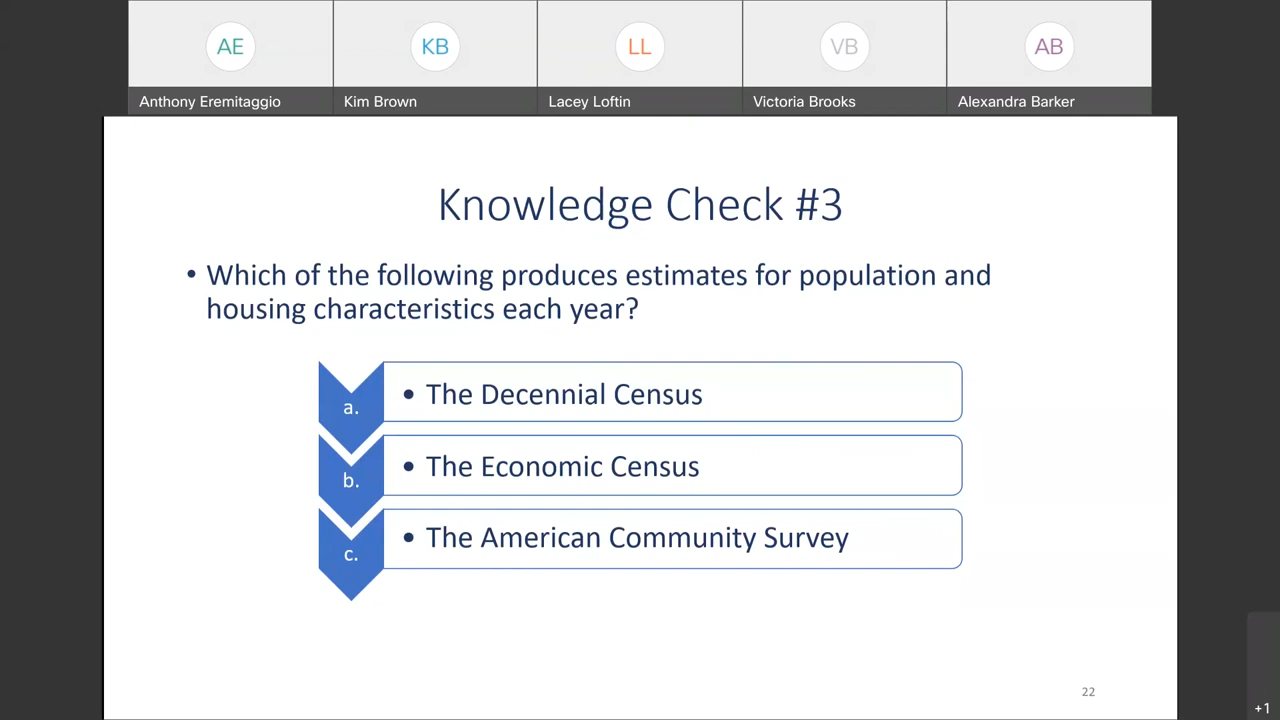 AE
KB
LL
VB
AB
Anthony Eremitaggio
Kim Brown
Lacey Loftin
Victoria Brooks
Alexandra Barker
Knowledge Check #3
• Which of the following produces estimates for population and
housing characteristics each year?
a.
• The Decennial Census
b.
• The Economic Census
c.
• The American Community Survey
22
+1